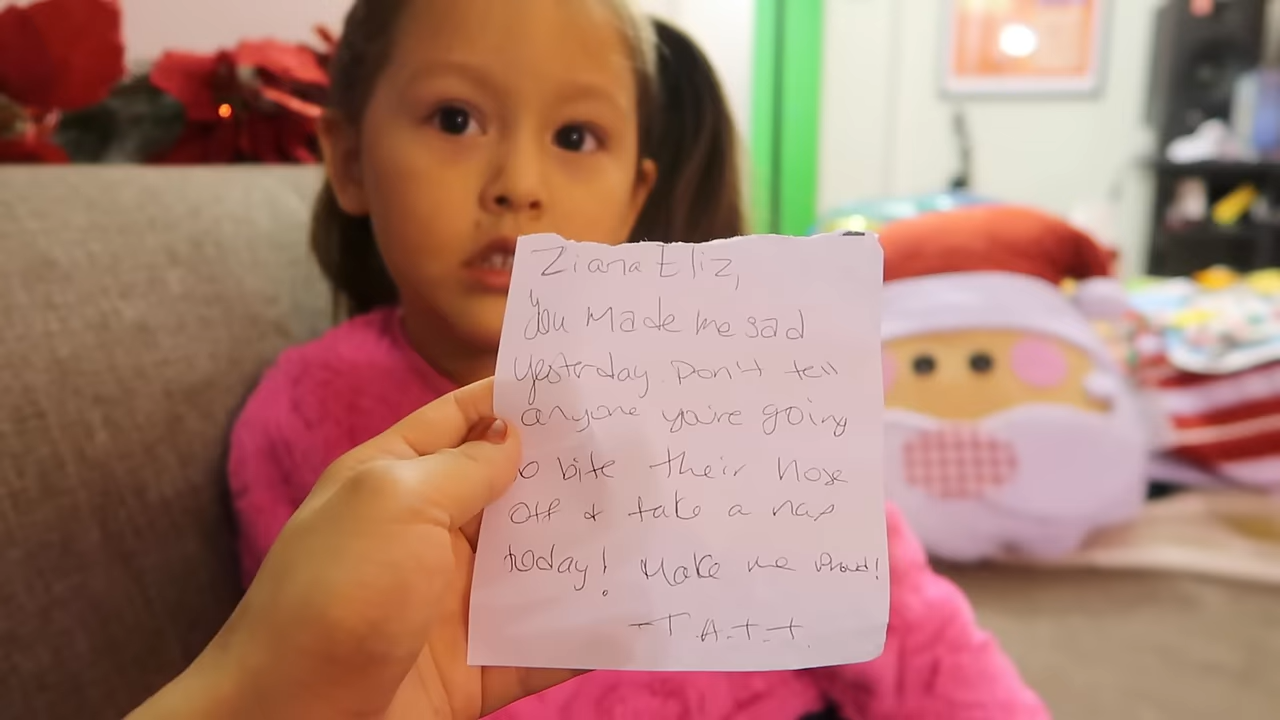 Ziana Eliz,
You Made me sad
yesterday. Don't tell
anyone you're going
to bite their nose
off & take a nap
today! Make me Proud!
-T.A.T.T.